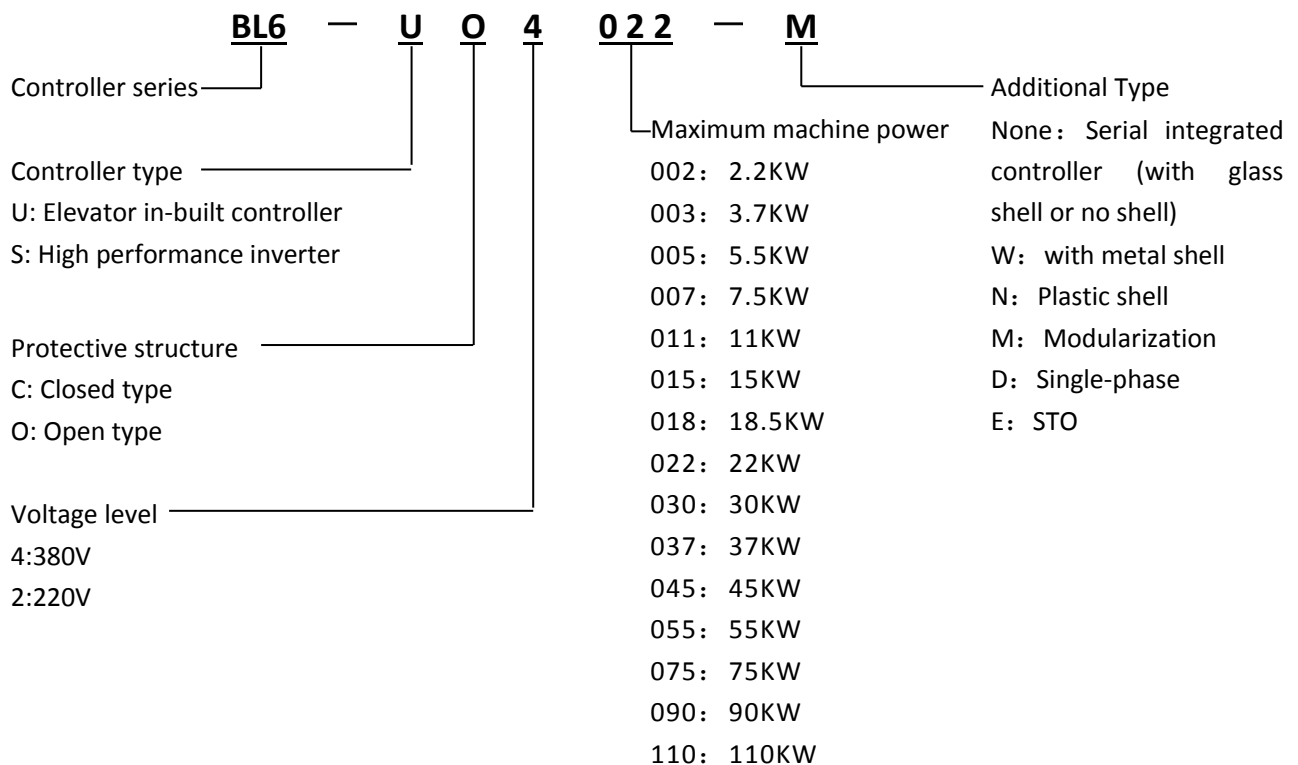 BL6 — U O 4 022 — M
Controller series
Controller type
U: Elevator in-built controller
S: High performance inverter
Protective structure
C: Closed type
O: Open type
Voltage level
4:380V
2:220V
Maximum machine power
002：2.2KW
003：3.7KW
005：5.5KW
007：7.5KW
011：11KW
015：15KW
018：18.5KW
022：22KW
030：30KW
037：37KW
045：45KW
055：55KW
075：75KW
090：90KW
110：110KW
Additional Type
None：Serial integrated
controller (with glass
shell or no shell)
W：with metal shell
N：Plastic shell
M：Modularization
D：Single-phase
E：STO